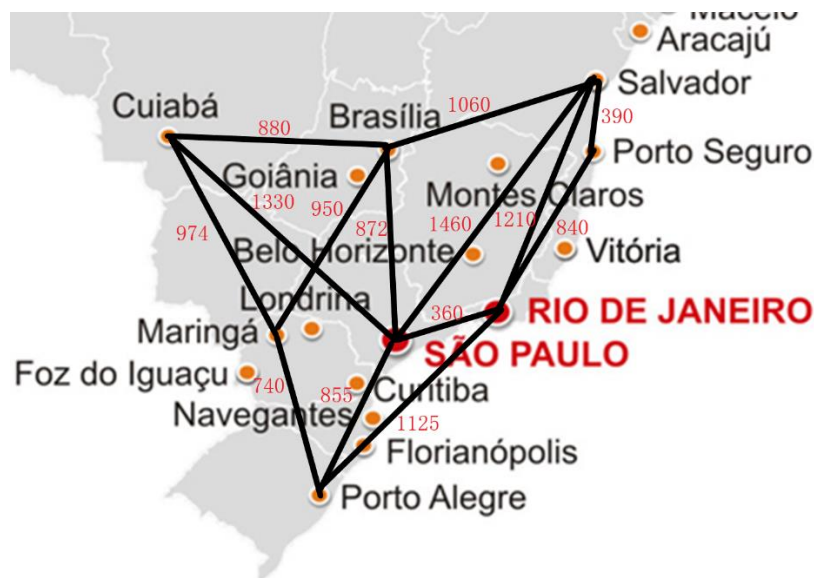 Maceió
Aracajú
Salvador
1060
390
Cuiabá
Brasília
880
Porto Seguro
Goiânia
Montes Claros
1330
950
974
872
1460
1210
840
Belo Horizonte
Vitória
Londrina
360
RIO DE JANEIRO
Maringá
SÃO PAULO
Foz do Iguaçu
740
855
Curitiba
Navegantes
1125
Florianópolis
Porto Alegre